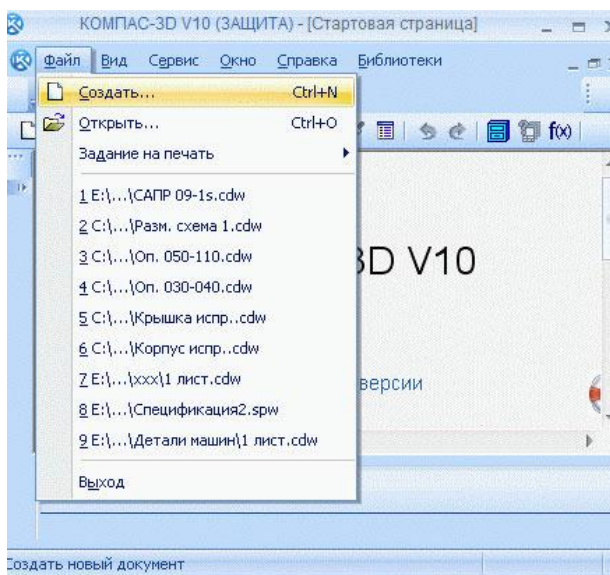 КОМПАС-3D V10 (ЗАЩИТА) - [Стартовая страница]
Файл Вид Сервис Окно Справка Библиотеки
Создать... Ctrl+N
Открыть... Ctrl+O
f(x)
Задание на печать
1 E:\...\САПР 09-1s.cdw
2 C:\...\Разм. схема 1.cdw
3 C:\...\Оп. 050-110.cdw
3D V10
4 C:\...\Оп. 030-040.cdw
5 C:\...\Крышка испр..cdw
6 C:\...\Корпус испр..cdw
7 E:\...\xxx\1 лист.cdw
версии
8 E:\...\Спецификация2.spw
9 E:\...\Детали машин\1 лист.cdw
Выход
Создать новый документ